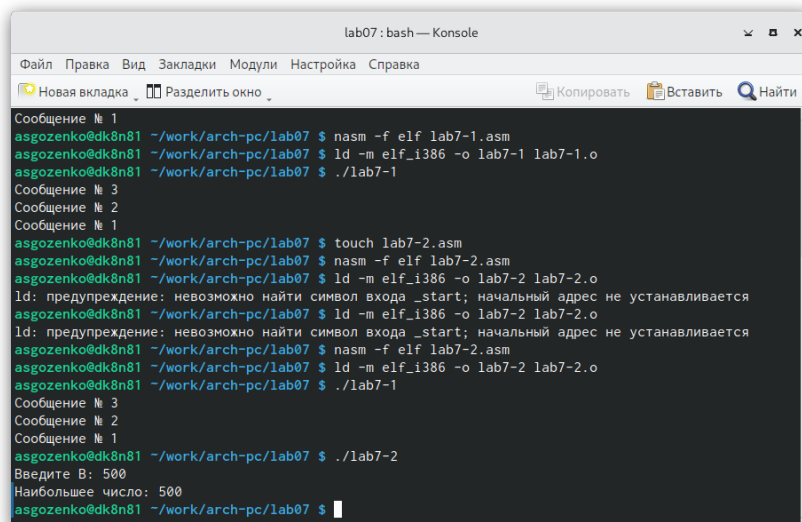 lab07 : bash — Konsole
Файл Правка Вид Закладки Модули Настройка Справка
Новая вкладка Разделить окно Копировать Вставить Найти
Сообщение № 1
asgozenko@dk8n81 ~/work/arch-pc/lab07 $ nasm -f elf lab7-1.asm
asgozenko@dk8n81 ~/work/arch-pc/lab07 $ ld -m elf_i386 -o lab7-1 lab7-1.o
asgozenko@dk8n81 ~/work/arch-pc/lab07 $ ./lab7-1
Сообщение № 3
Сообщение № 2
Сообщение № 1
asgozenko@dk8n81 ~/work/arch-pc/lab07 $ touch lab7-2.asm
asgozenko@dk8n81 ~/work/arch-pc/lab07 $ nasm -f elf lab7-2.asm
asgozenko@dk8n81 ~/work/arch-pc/lab07 $ ld -m elf_i386 -o lab7-2 lab7-2.o
ld: предупреждение: невозможно найти символ входа _start; начальный адрес не устанавливается
asgozenko@dk8n81 ~/work/arch-pc/lab07 $ ld -m elf_i386 -o lab7-2 lab7-2.o
ld: предупреждение: невозможно найти символ входа _start; начальный адрес не устанавливается
asgozenko@dk8n81 ~/work/arch-pc/lab07 $ nasm -f elf lab7-2.asm
asgozenko@dk8n81 ~/work/arch-pc/lab07 $ ld -m elf_i386 -o lab7-2 lab7-2.o
asgozenko@dk8n81 ~/work/arch-pc/lab07 $ ./lab7-1
Сообщение № 3
Сообщение № 2
Сообщение № 1
asgozenko@dk8n81 ~/work/arch-pc/lab07 $ ./lab7-2
Введите B: 500
Наибольшее число: 500
asgozenko@dk8n81 ~/work/arch-pc/lab07 $